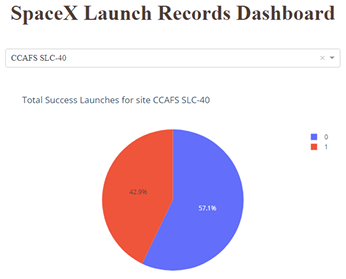 SpaceX Launch Records Dashboard
CCAFS SLC-40
Total Success Launches for site CCAFS SLC-40
0
1
42.9%
57.1%